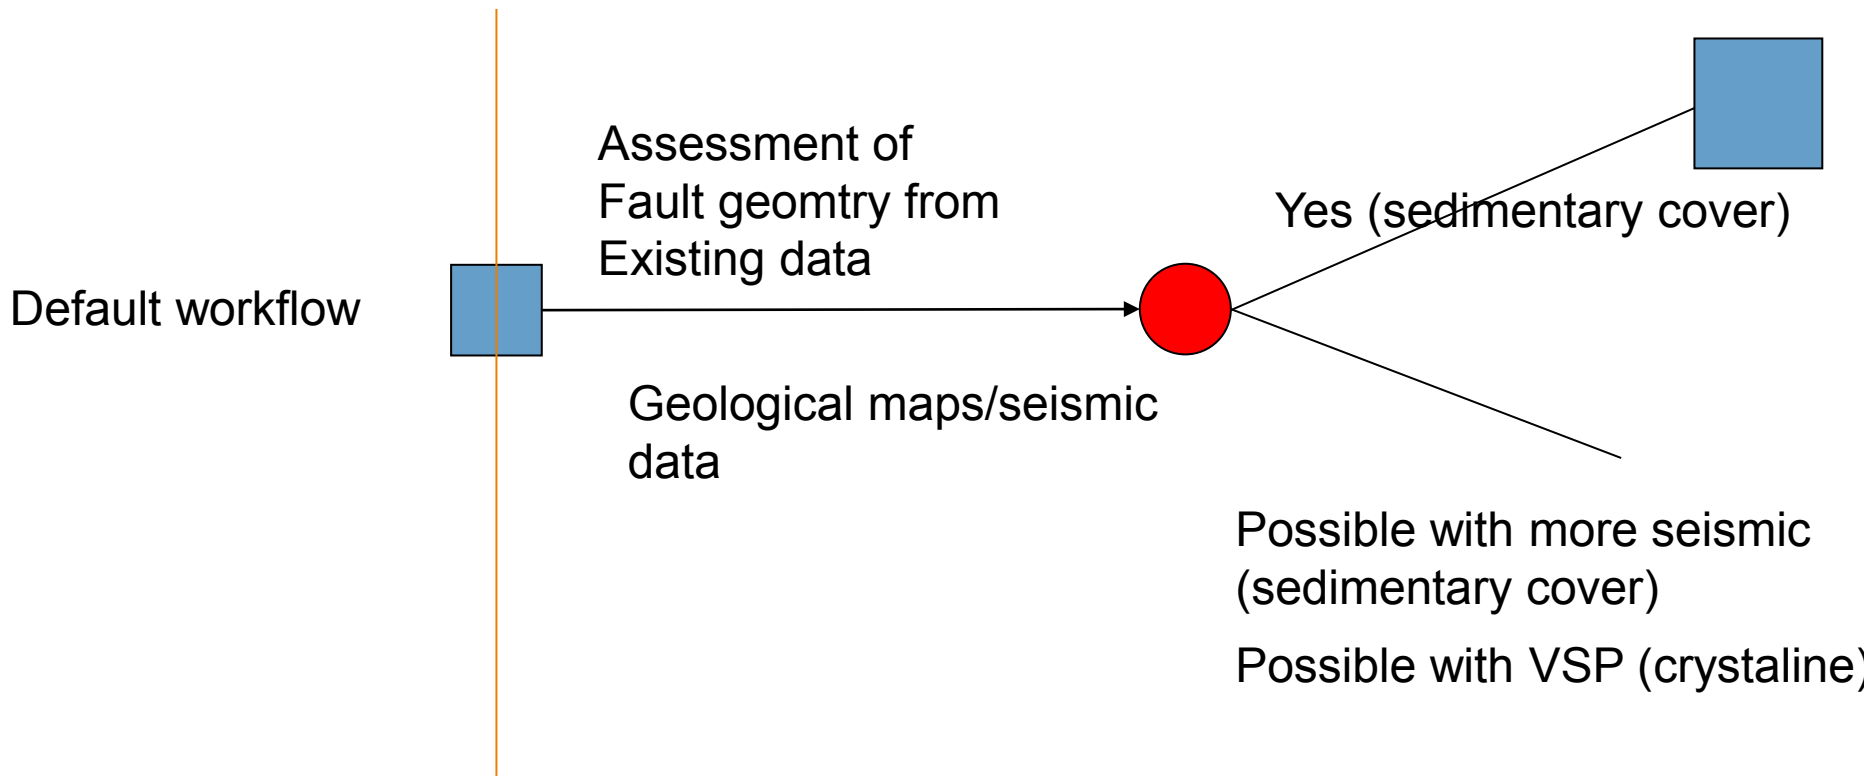 Assessment of
Fault geomtry from
Existing data
Yes (sedimentary cover)
Default workflow
Geological maps/seismic
data
Possible with more seismic
(sedimentary cover)
Possible with VSP (crystaline)